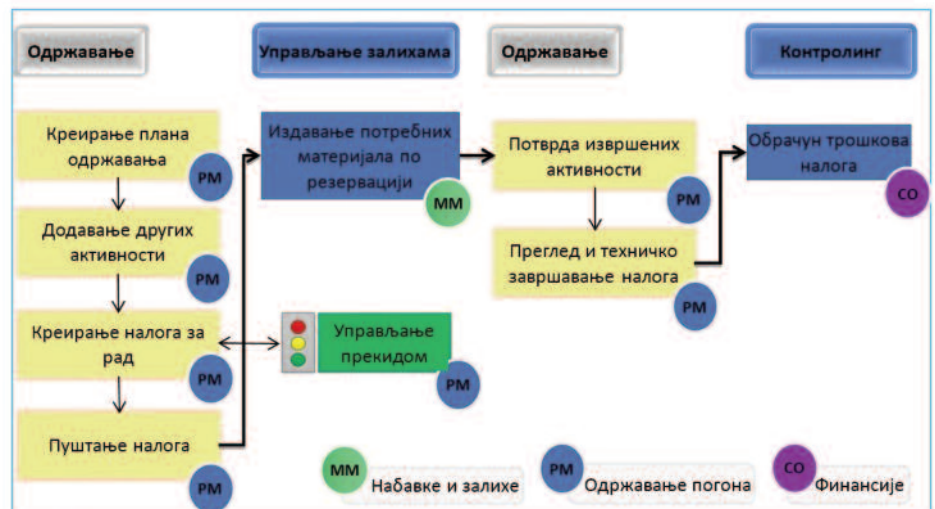 Одржавање
Управљање залихама
Одржавање
Контролинг
Креирање плана
одржавања
PM
Додавање других
активности
PM
Креирање налога за
рад
PM
Пуштање налога
PM
Издавање потребних
материјала по
резервацији
MM
Управљање
прекидом
PM
Потврда извршених
активности
PM
Преглед и техничко
завршавање налога
PM
Обрачун трошкова
налога
CO
MM
Набавке и залихе
PM
Одржавање погона
CO
Финансије